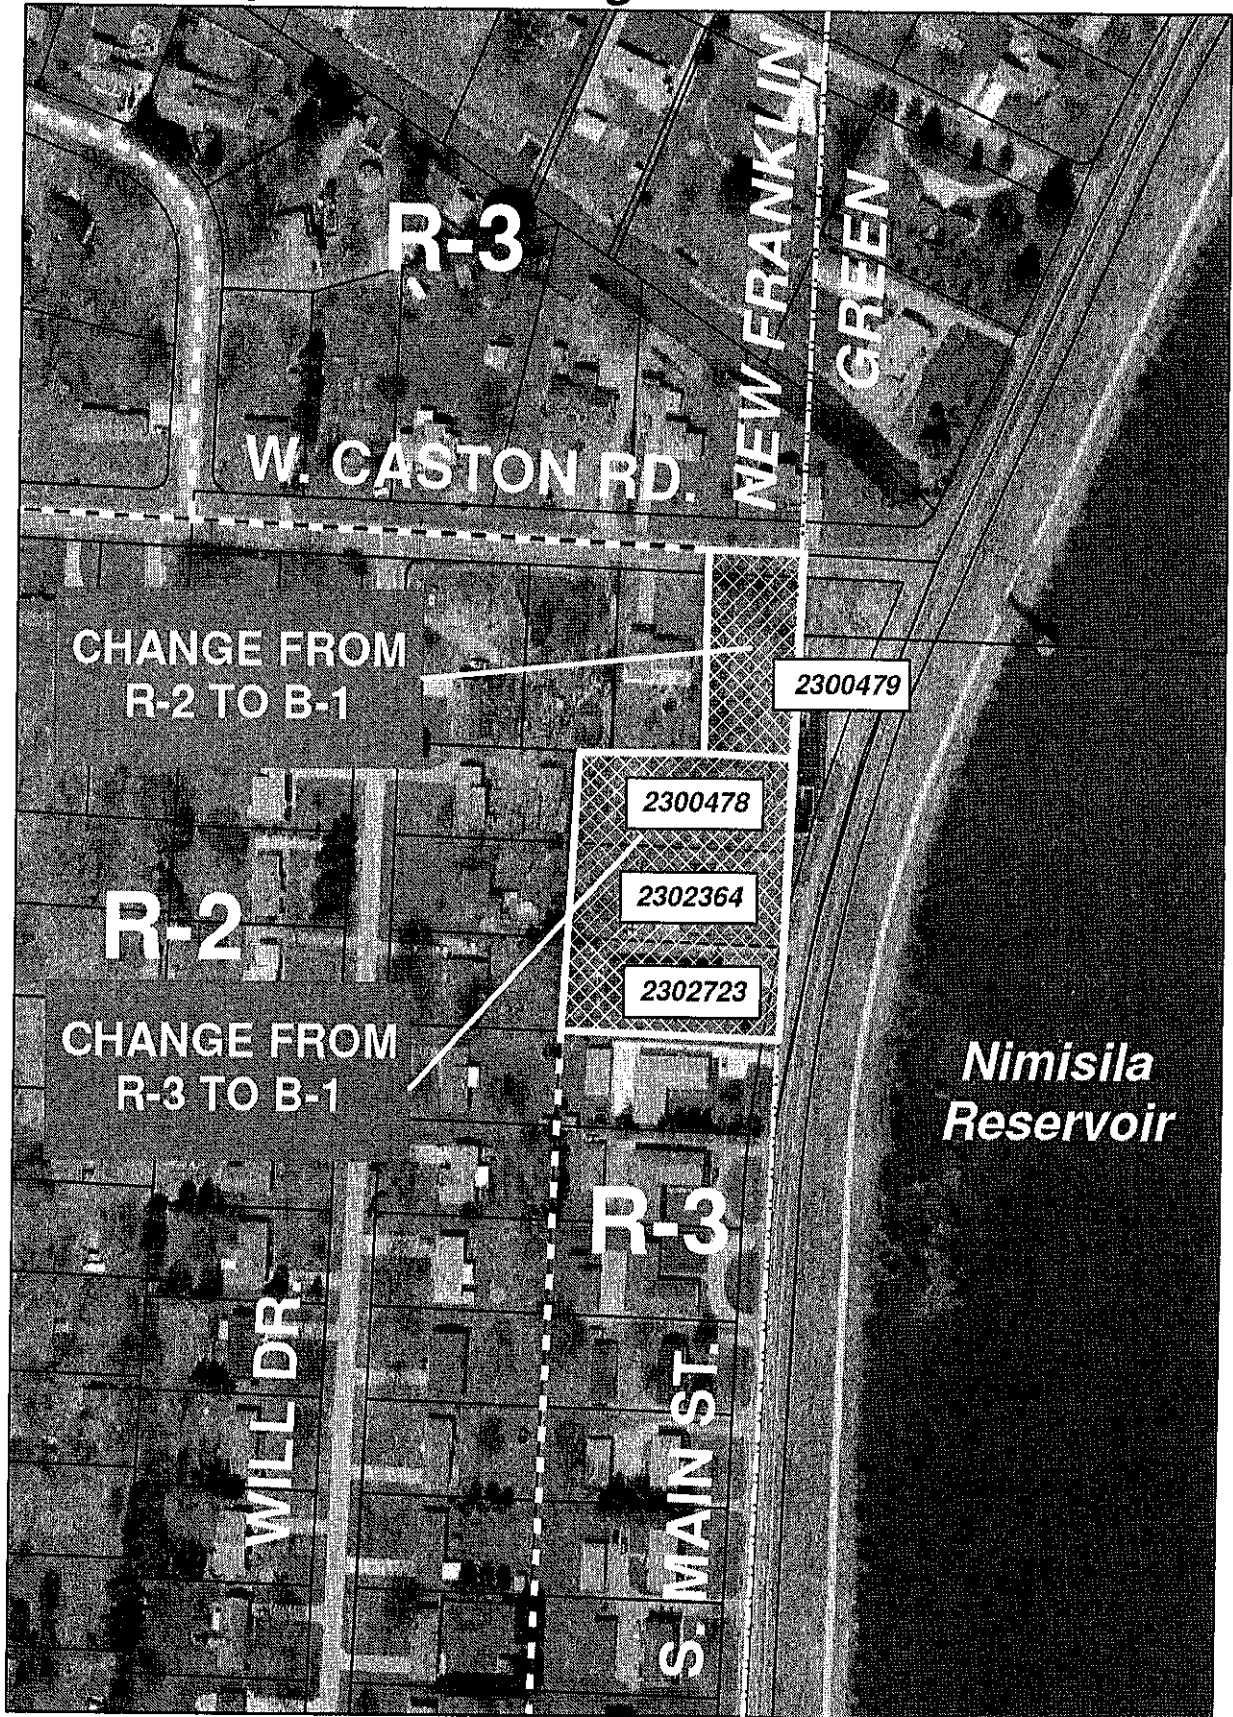 R-3
NEW FRANKLIN
GREEN
W. CASTON RD.
CHANGE FROM
R-2 TO B-1
2300479
2300478
2302364
R-2
2302723
CHANGE FROM
R-3 TO B-1
Nimisila
Reservoir
R-3
WILL DR.
S. MAIN ST.